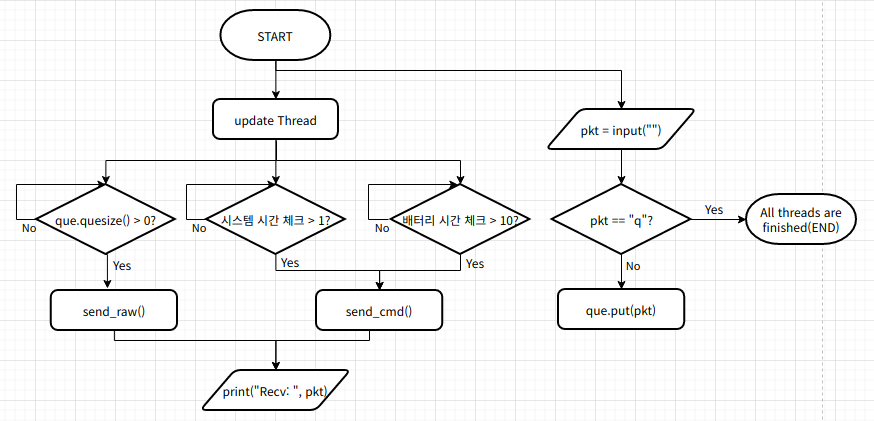 START
update Thread
pkt = input("")
que.quesize() > 0?
시스템 시간 체크 > 1?
배터리 시간 체크 > 10?
pkt == "q"?
Yes
All threads are
finished(END)
No
No
No
Yes
Yes
Yes
No
send_raw()
send_cmd()
que.put(pkt)
print("Recv: ", pkt)